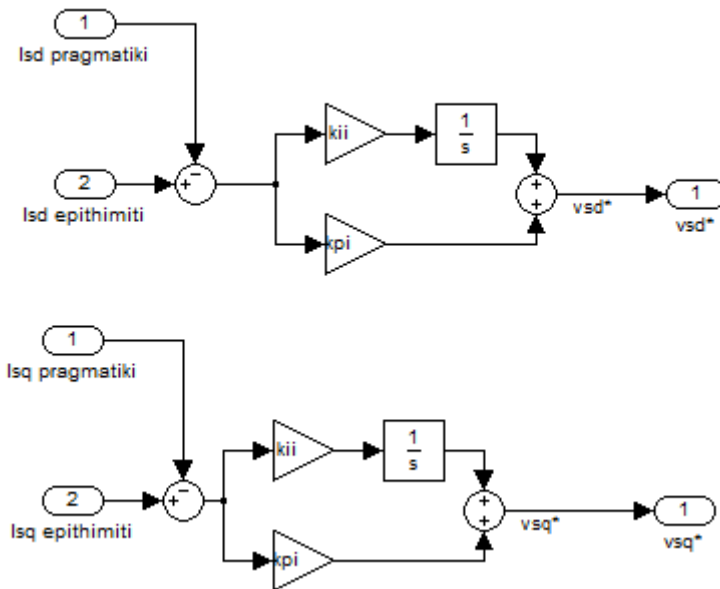 1
Isd pragmatiki
kii
1
s
2
Isd epithimiti
kpi
vsd*
1
vsd*
1
Isq pragmatiki
kii
1
s
2
Isq epithimiti
kpi
vsq*
1
vsq*